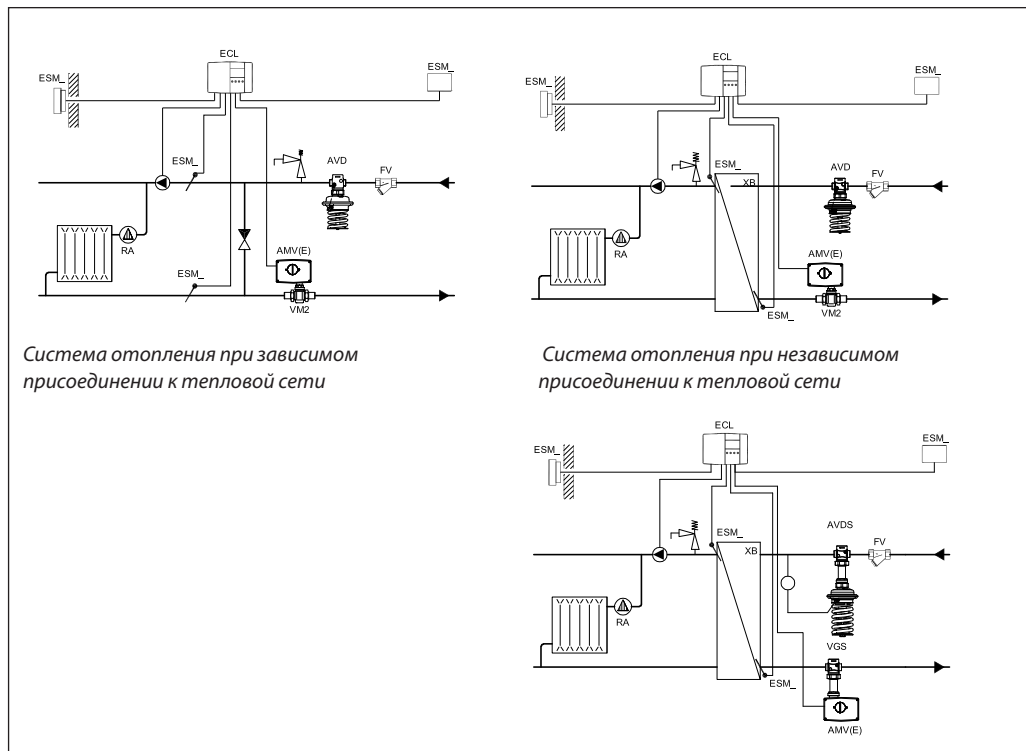 ECL
ESM_
ESM_
ESM_
AVD
FV
RA
AMV(E)
ESM_
VM2
Система отопления при зависимом
присоединении к тепловой сети
ECL
ESM_
ESM_
ESM_
XB
AVD
FV
RA
AMV(E)
ESM_
VM2
Система отопления при независимом
присоединении к тепловой сети
ECL
ESM_
ESM_
ESM_
XB
AVDS
FV
RA
VGS
ESM_
AMV(E)